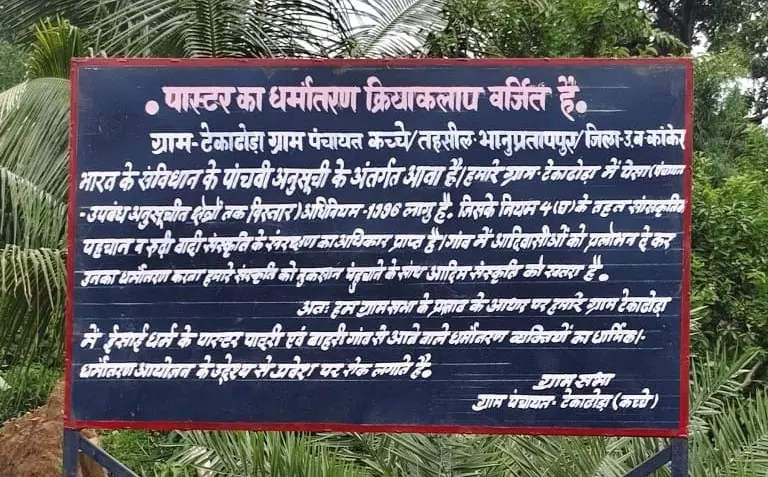 • पास्टर का धर्मांतरण क्रियाकलाप वर्जित है•
ग्राम- टेकाढोडा ग्राम पंचायत कच्चे/तहसील- भानुप्रतापपुर/जिला- उ.ब. कांकेर
भारत के संविधान के पांचवी अनुसूची के अंतर्गत आता है। हमारे ग्राम- टेकाढोडा में पेसा (पंचायत
- उपबंध अनुसूचित क्षेत्रों तक विस्तार) अधिनियम- 1996 लागू है. जिसके नियम 4(घ) के तहत सांस्कृतिक
पहचान व रूढ़ी वादी संस्कृति के संरक्षण का अधिकार प्राप्त है। गांव में आदिवासीओं को प्रलोभन दे कर
उनका धर्मांतरण करना हमारे संस्कृति को नुकसान पंहुचाने के साथ आदिम संस्कृति को खतरा है.
अतः हम ग्राम सभा के प्रस्ताव के आधार पर हमारे ग्राम टेकाढोडा
में ईसाई धर्म के पास्टर पादरी एवं बाहरी गांव से आने वाले धर्मांतरण व्यक्तियों का धार्मिक।-
धर्मांतरण आयोजन के उद्देश्य से प्रवेश पर रोक लगाते है.
ग्राम सभा
ग्राम पंचायत- टेकाढोडा (कच्चे)